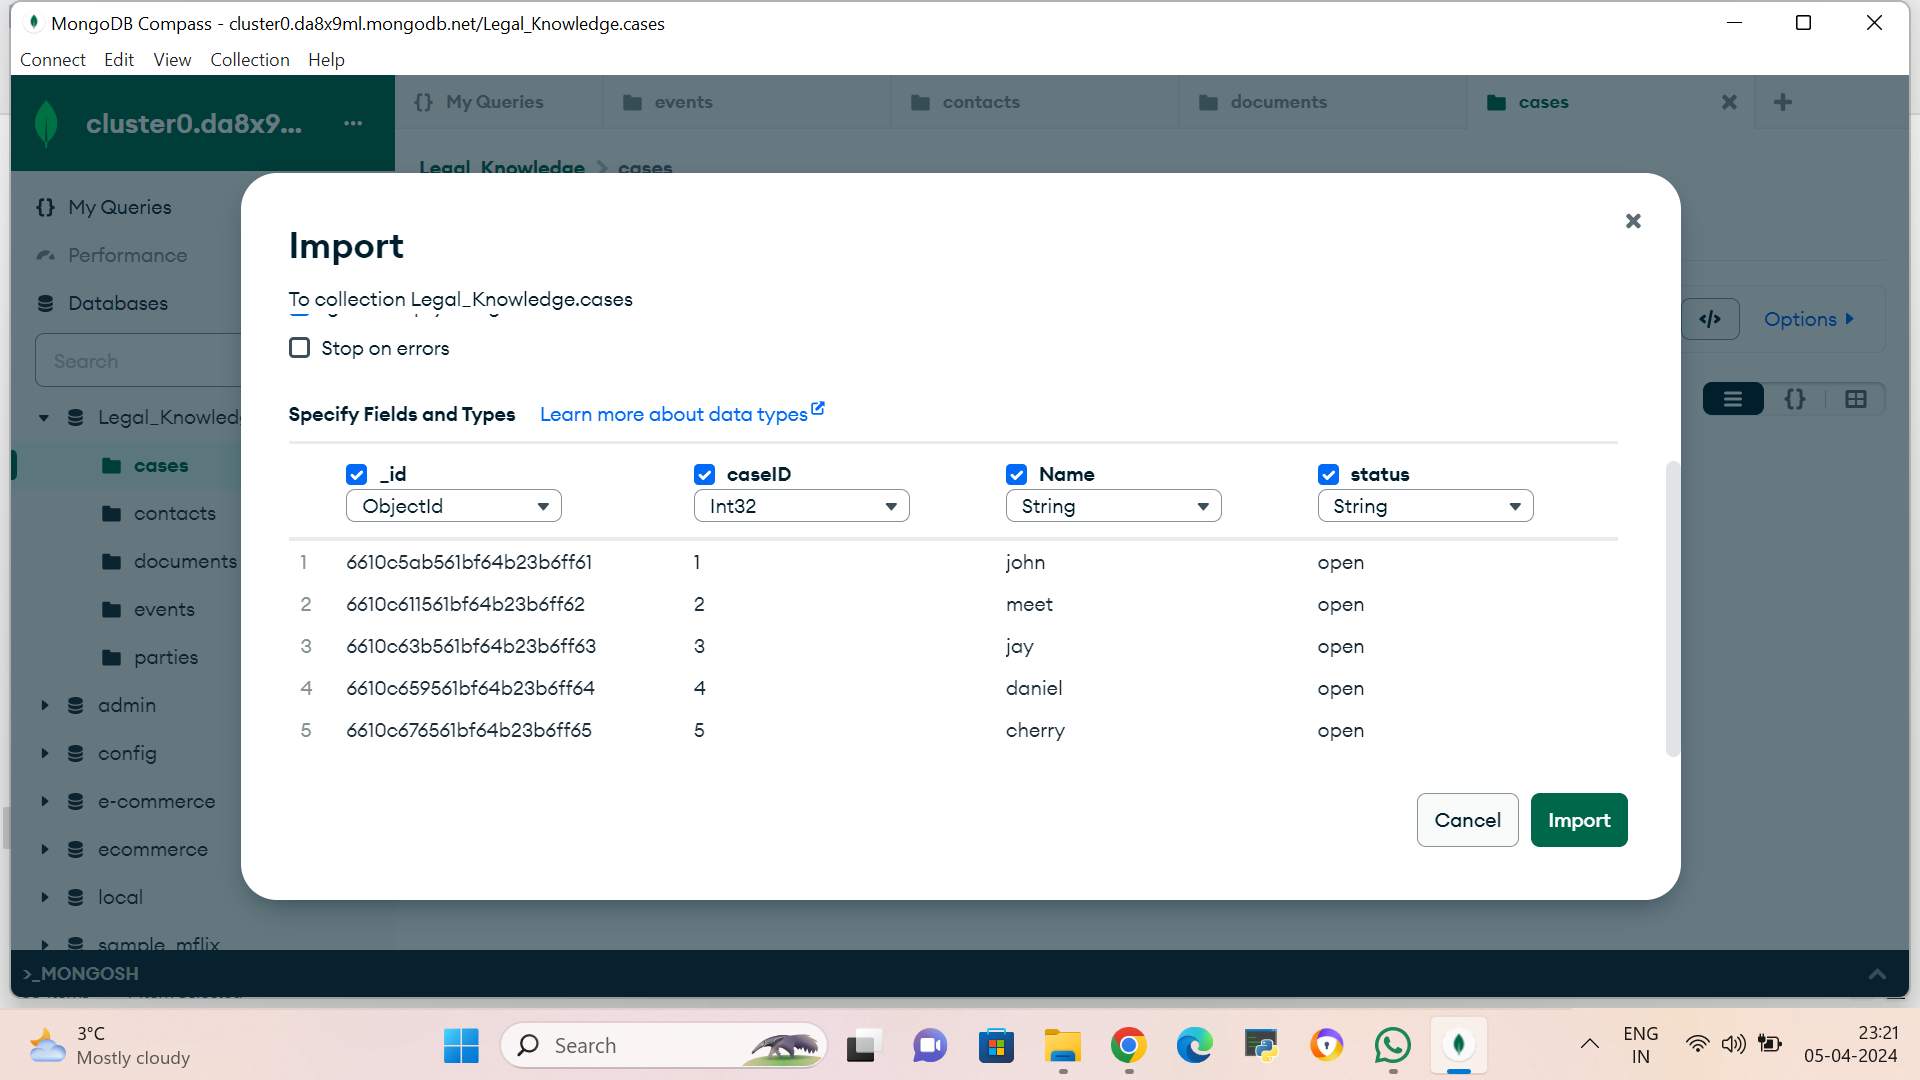 MongoDB Compass - cluster0.da8x9ml.mongodb.net/Legal_Knowledge.cases
Connect Edit View Collection Help
cluster0.da8x9...
My Queries events contacts documents cases
Legal_Knowledge > cases
{} My Queries
Performance
Databases
Search
Legal_Knowled
cases
contacts
documents
events
parties
admin
config
e-commerce
ecommerce
local
sample_mflix
</> Options
Import
To collection Legal_Knowledge.cases
Stop on errors
Specify Fields and Types Learn more about data types
_id caseID Name status
ObjectId Int32 String String
1 6610c5ab561bf64b23b6ff61 1 john open
2 6610c611561bf64b23b6ff62 2 meet open
3 6610c63b561bf64b23b6ff63 3 jay open
4 6610c659561bf64b23b6ff64 4 daniel open
5 6610c676561bf64b23b6ff65 5 cherry open
Cancel Import
>_MONGOSH
3°C
Mostly cloudy
Search
ENG
IN
23:21
05-04-2024